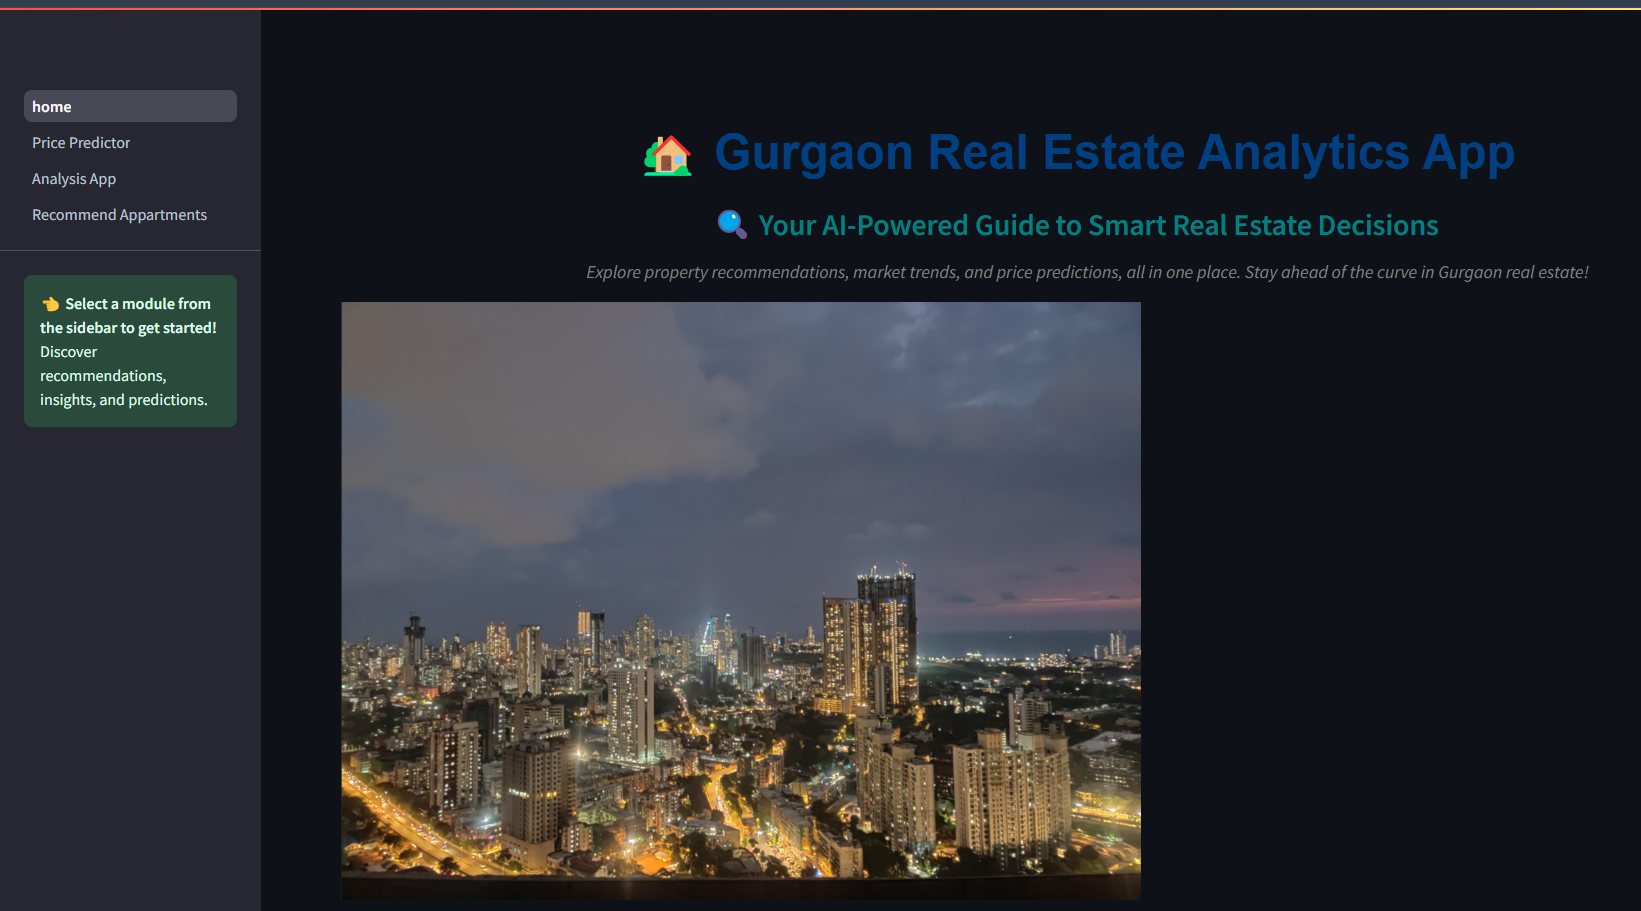 home
Price Predictor
Analysis App
Recommend Appartments
👈 Select a module from
the sidebar to get started!
Discover
recommendations,
insights, and predictions.
🏡 Gurgaon Real Estate Analytics App
🔍 Your AI-Powered Guide to Smart Real Estate Decisions
Explore property recommendations, market trends, and price predictions, all in one place. Stay ahead of the curve in Gurgaon real estate!